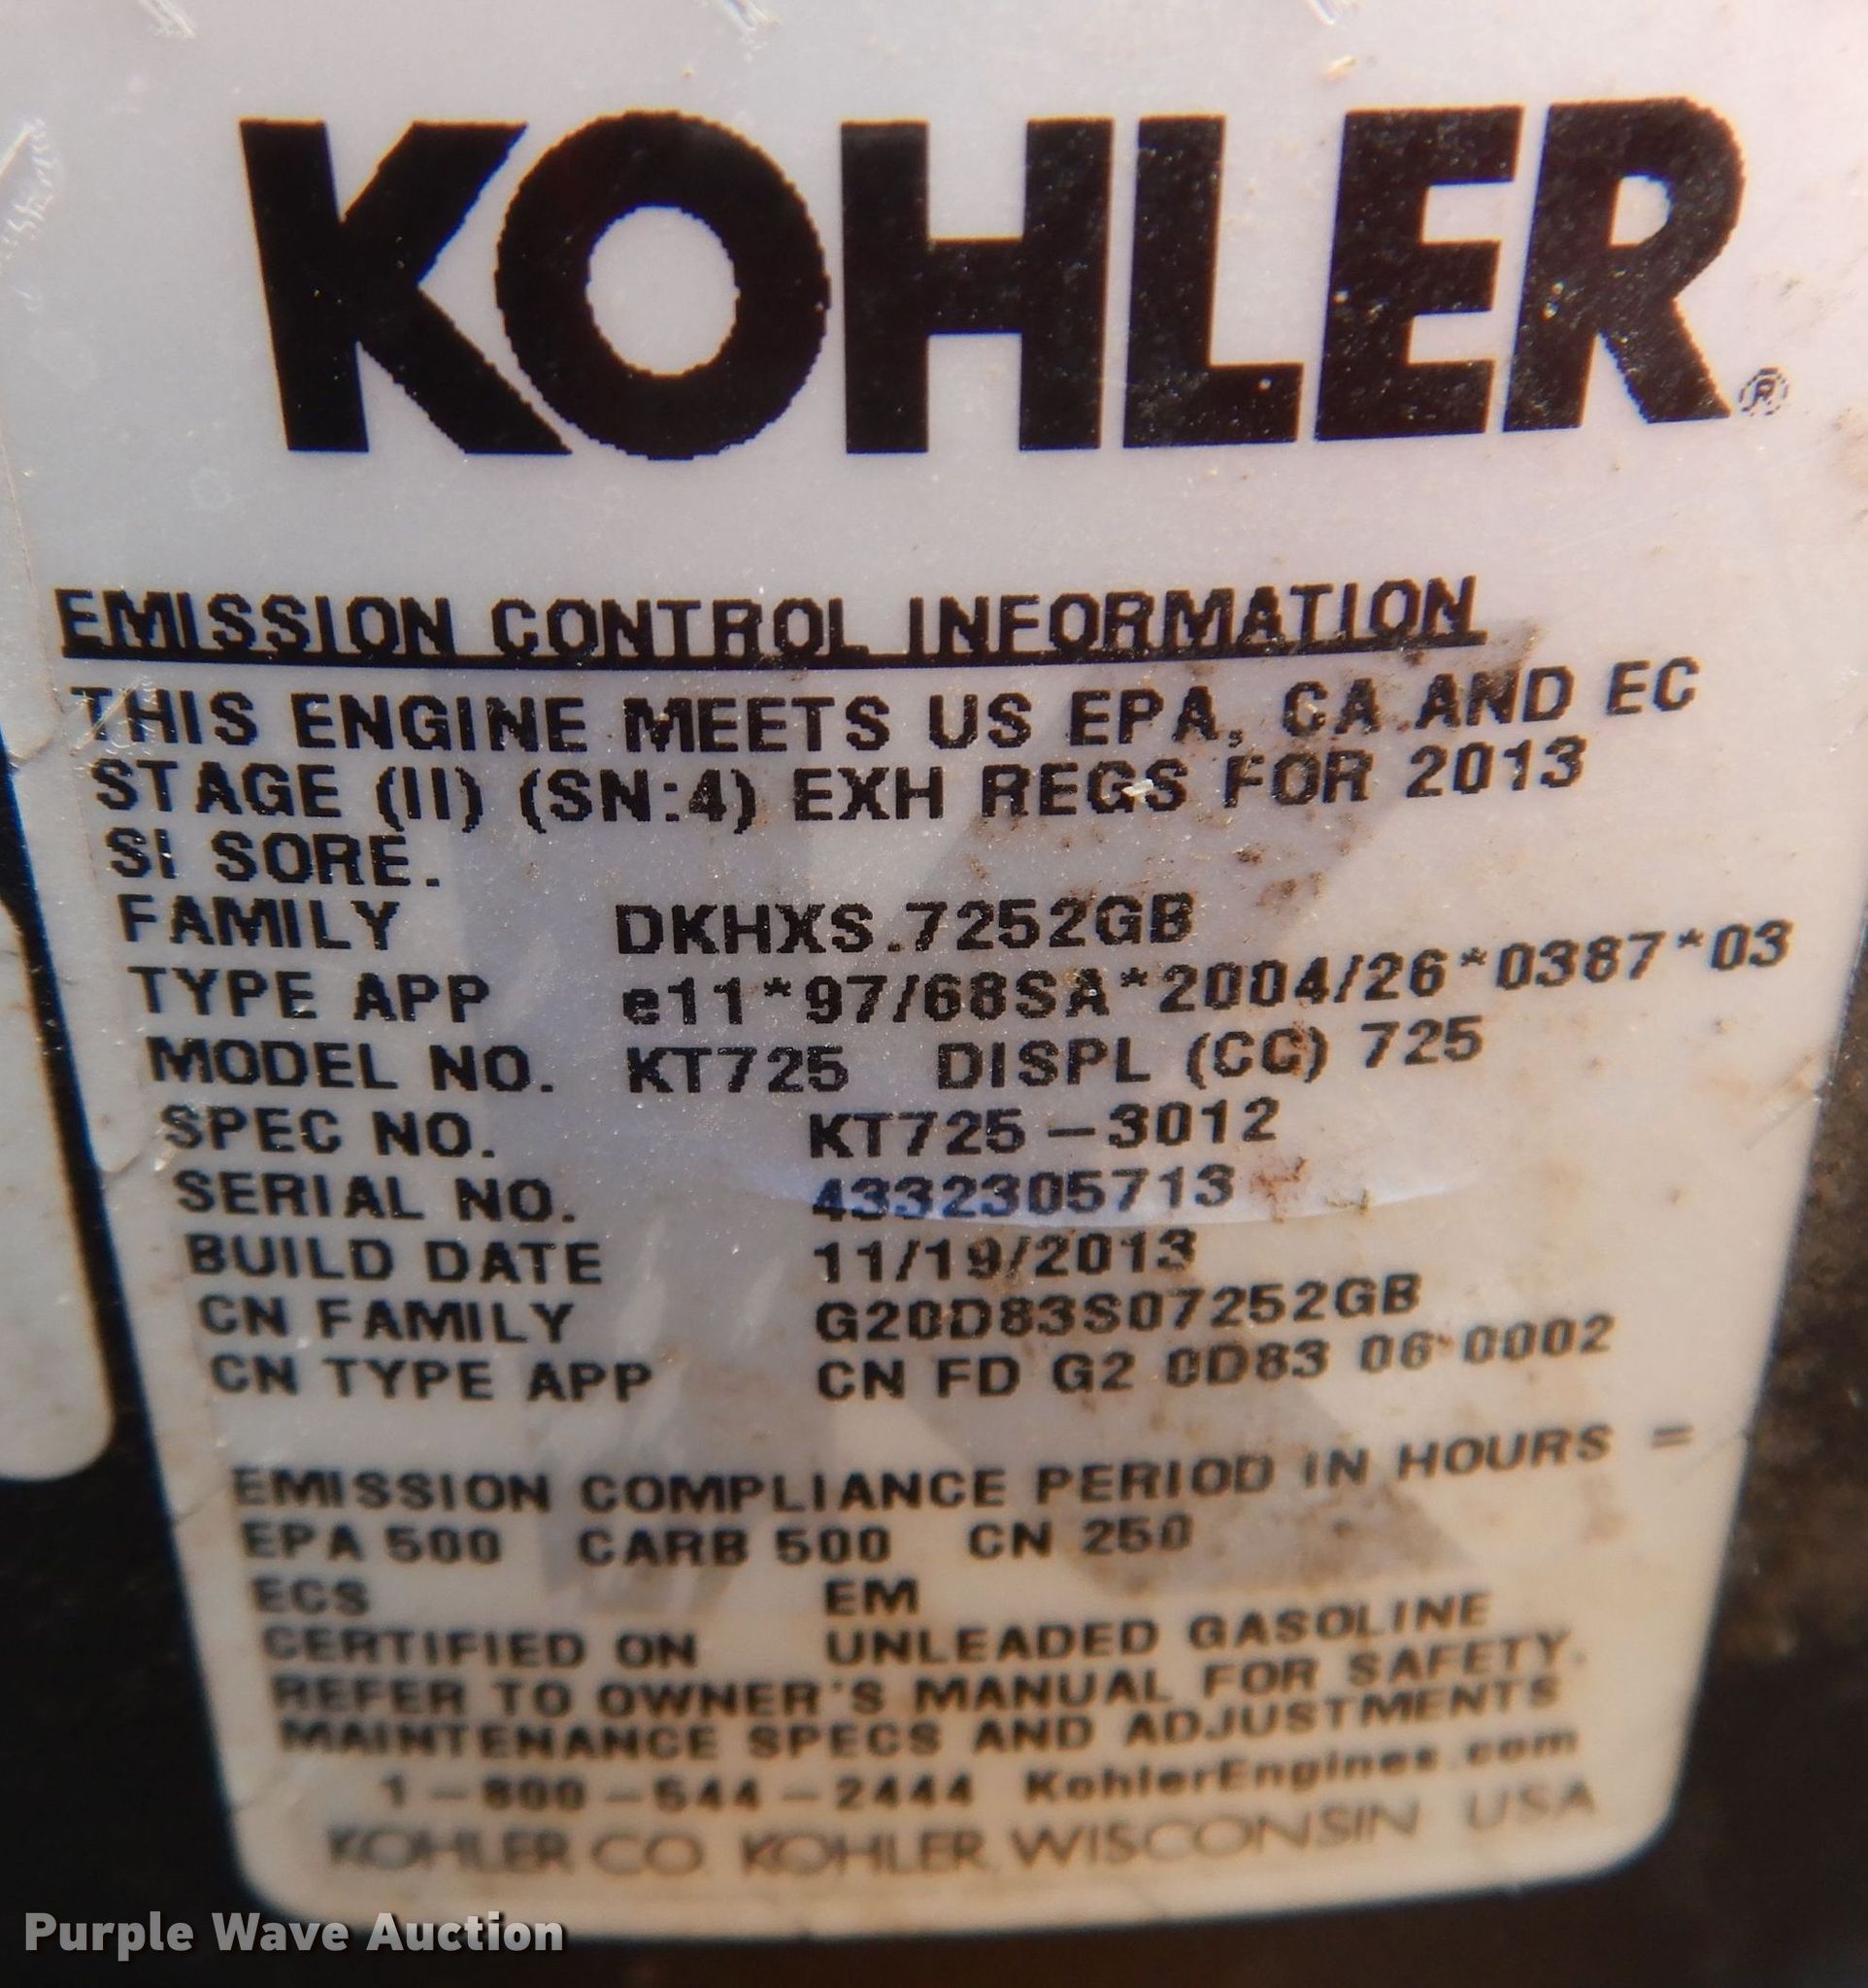 KOHLER®
EMISSION CONTROL INFORMATION
THIS ENGINE MEETS US EPA, CA AND EC
STAGE (II) (SN:4) EXH REGS FOR 2013
SI SORE.
FAMILY DKHXS.7252GB
TYPE APP e11*97/68SA*2004/26*0387*03
MODEL NO. KT725 DISPL (CC) 725
SPEC NO. KT725-3012
SERIAL NO. 4332305713
BUILD DATE 11/19/2013
CN FAMILY G20D83S07252GB
CN TYPE APP CN FD G2 0D83 06 0002
EMISSION COMPLIANCE PERIOD IN HOURS =
EPA 500 CARB 500 CN 250
ECS EM
CERTIFIED ON UNLEADED GASOLINE
REFER TO OWNER'S MANUAL FOR SAFETY.
MAINTENANCE SPECS AND ADJUSTMENTS
1-800-544-2444 KohlerEngines.com
KOHLER CO. KOHLER, WISCONSIN USA
Purple Wave Auction